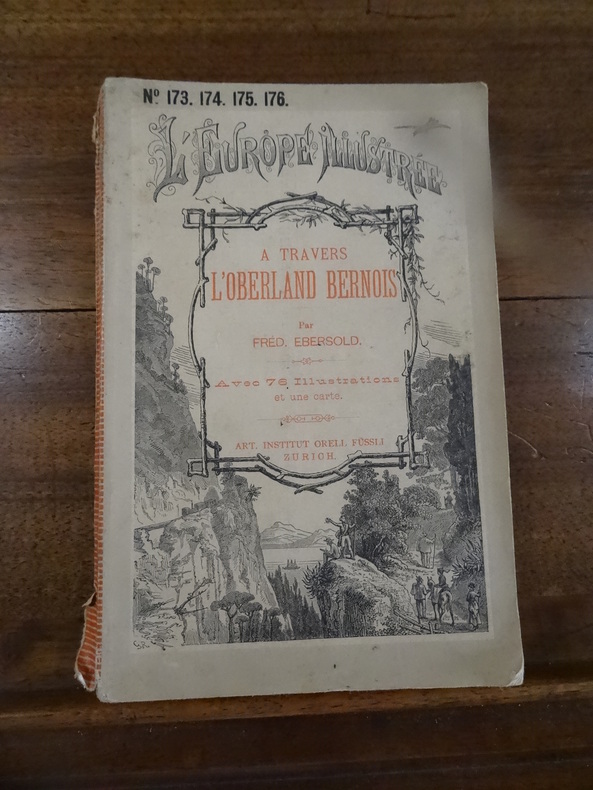 Nº 173. 174. 175. 176.
L'EUROPE ILLUSTRÉE
A TRAVERS
L'OBERLAND BERNOIS
Par
FRÉD. EBERSOLD.
Avec 76 Illustrations
et une carte.
ART. INSTITUT ORELL FÜSSLI
ZURICH.